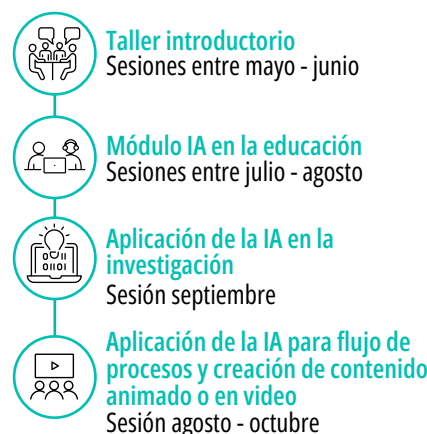 Taller introductorio
Sesiones entre mayo - junio
Módulo IA en la educación
Sesiones entre julio - agosto
Aplicación de la IA en la
investigación
Sesión septiembre
Aplicación de la IA para flujo de
procesos y creación de contenido
animado o en video
Sesión agosto - octubre